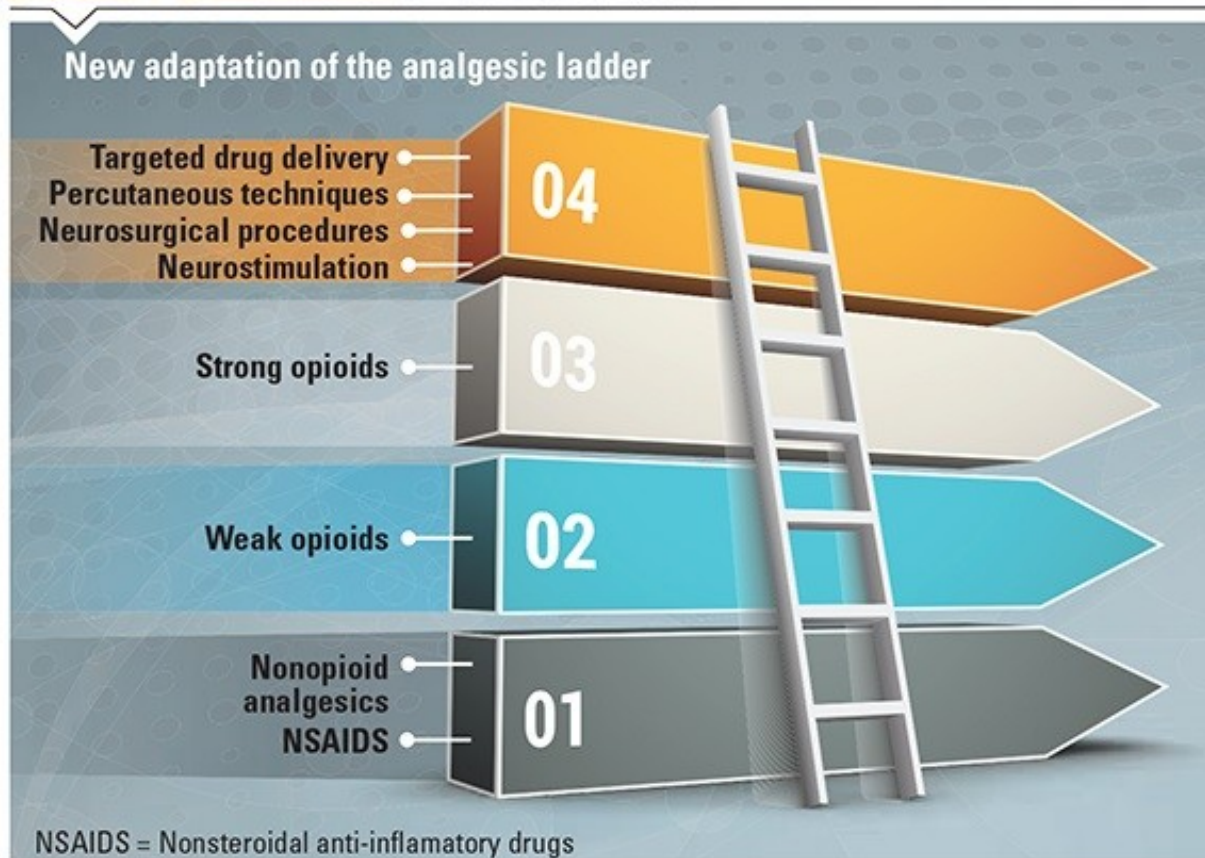 New adaptation of the analgesic ladder
Targeted drug delivery
Percutaneous techniques
Neurosurgical procedures
Neurostimulation
04
Strong opioids
03
Weak opioids
02
Nonopioid
analgesics
NSAIDS
01
NSAIDS = Nonsteroidal anti-inflamatory drugs